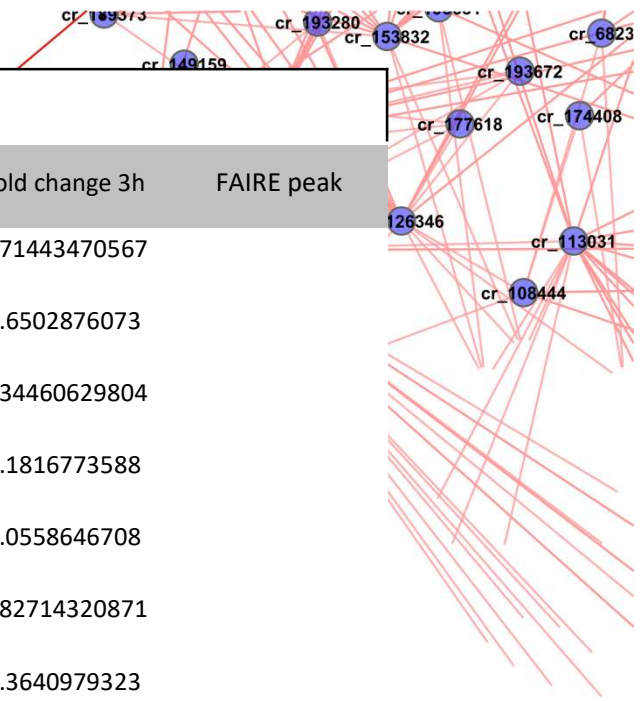 cr_189373
cr_193280
cr_153832
cr_149159
cr_193672
cr_177618
cr_174408
126346
cr_113031
cr_108444
old change 3h FAIRE peak
71443470567
.6502876073
34460629804
.1816773588
.0558646708
82714320871
.3640979323